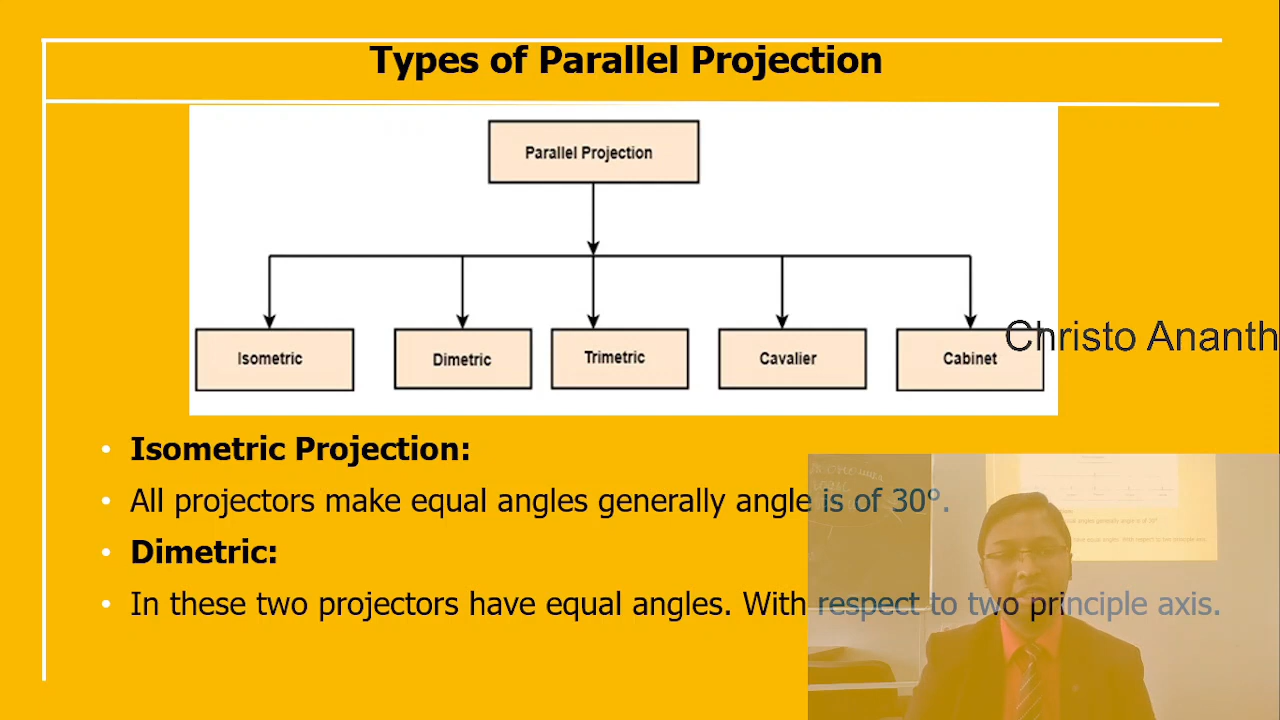 Types of Parallel Projection
Parallel Projection
Isometric
Dimetric
Trimetric
Cavalier
Cabinet
Christo Ananth
• Isometric Projection:
• All projectors make equal angles generally angle is of 30º.
• Dimetric:
• In these two projectors have equal angles. With respect to two principle axis.